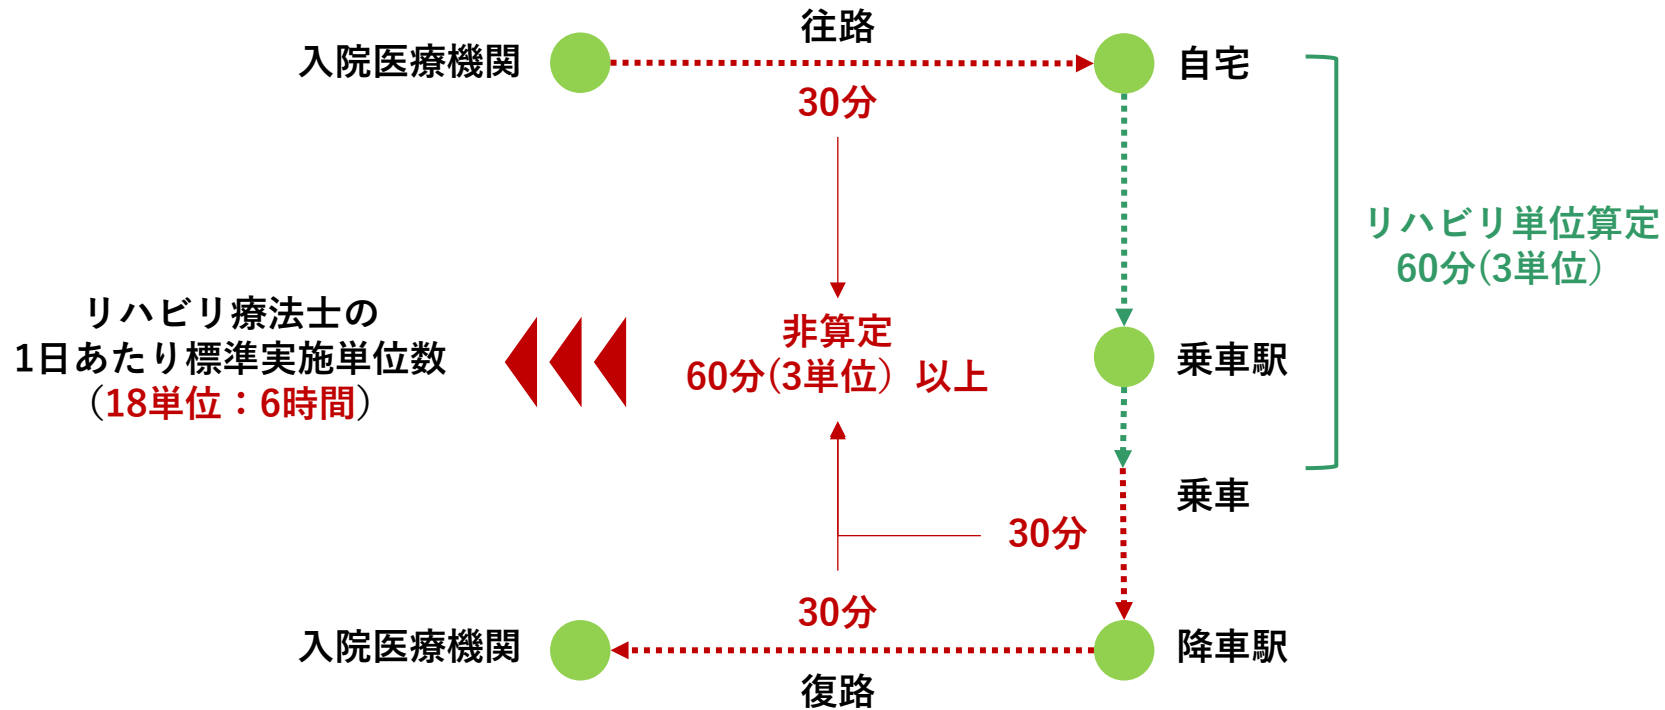 往路
入院医療機関
自宅
30分
リハビリ単位算定
60分(3単位）
リハビリ療法士の
1日あたり標準実施単位数
（18単位：6時間）
非算定
60分(3単位）以上
乗車駅
乗車
30分
30分
入院医療機関
降車駅
復路